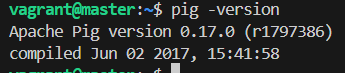 vagrant@master:~$ pig -version
Apache Pig version 0.17.0 (r1797386)
compiled Jun 02 2017, 15:41:58